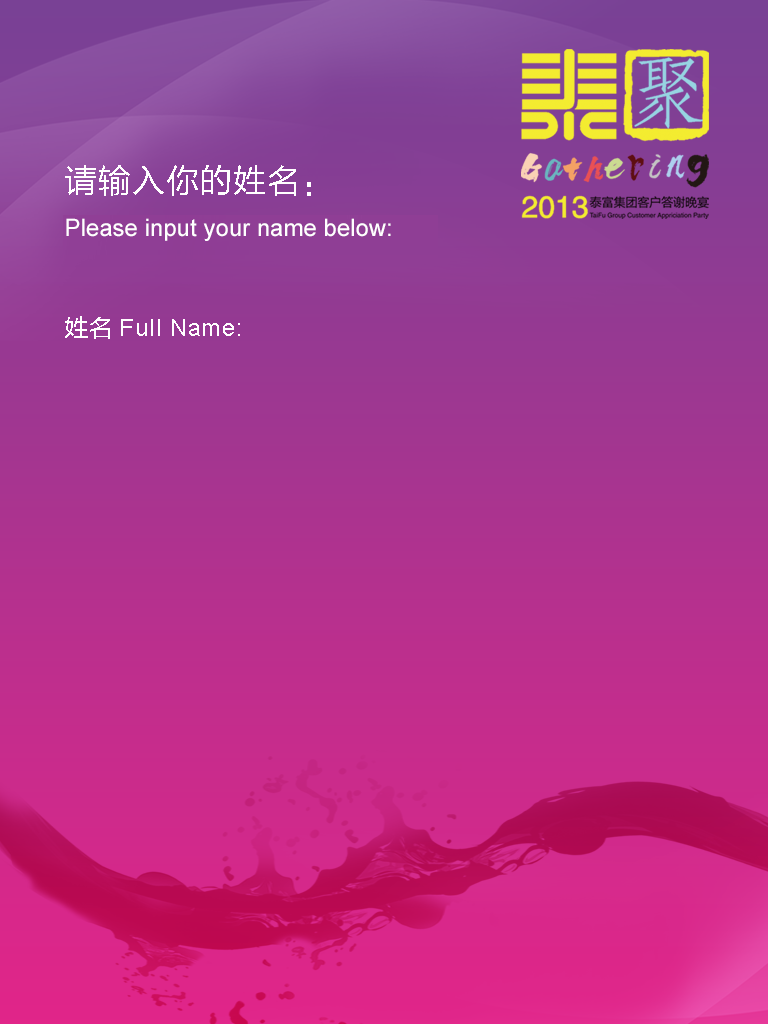 聚
Gathering
2013 泰富集团客户答谢晚宴
TaiFu Group Customer Appriciation Party
请输入你的姓名：
Please input your name below:
姓名 Full Name: